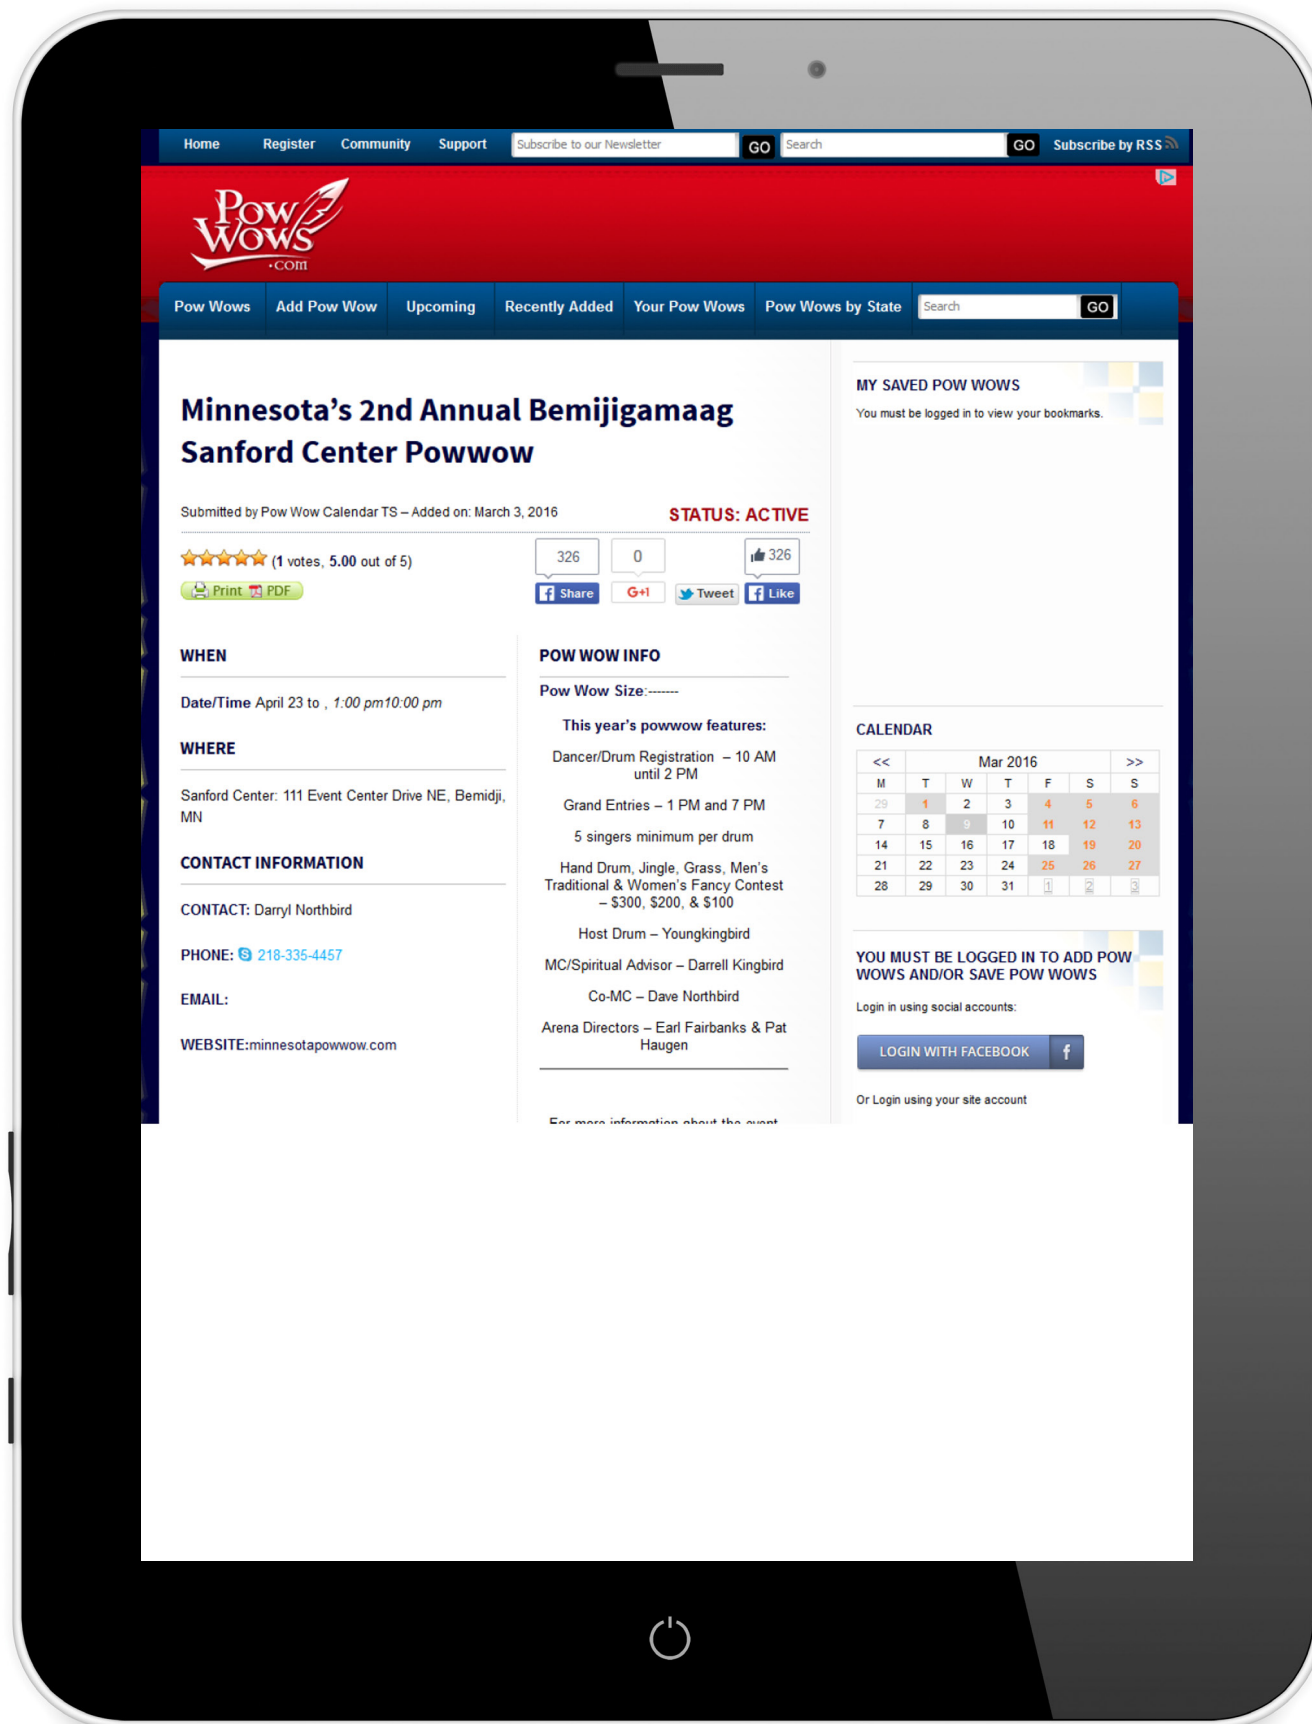 Home Register Community Support Subscribe to our Newsletter GO Search GO Subscribe by RSS
Pow
Wows
.com
Pow Wows Add Pow Wow Upcoming Recently Added Your Pow Wows Pow Wows by State Search GO
Minnesota's 2nd Annual Bemijigamaag
Sanford Center Powwow
Submitted by Pow Wow Calendar TS – Added on: March 3, 2016 STATUS: ACTIVE
(1 votes, 5.00 out of 5)
Print PDF
326 0 326
Share G+1 Tweet Like
WHEN
Date/Time April 23 to , 1:00 pm10:00 pm
WHERE
Sanford Center: 111 Event Center Drive NE, Bemidji,
MN
CONTACT INFORMATION
CONTACT: Darryl Northbird
PHONE: 218-335-4457
EMAIL:
WEBSITE:minnesotapowwow.com
POW WOW INFO
Pow Wow Size:-------
This year's powwow features:
Dancer/Drum Registration – 10 AM
until 2 PM
Grand Entries – 1 PM and 7 PM
5 singers minimum per drum
Hand Drum, Jingle, Grass, Men's
Traditional & Women's Fancy Contest
– $300, $200, & $100
Host Drum – Youngkingbird
MC/Spiritual Advisor – Darrell Kingbird
Co-MC – Dave Northbird
Arena Directors – Earl Fairbanks & Pat
Haugen
For more information about the event
MY SAVED POW WOWS
You must be logged in to view your bookmarks.
CALENDAR
<< Mar 2016 >>
M T W T F S S
29 1 2 3 4 5 6
7 8 9 10 11 12 13
14 15 16 17 18 19 20
21 22 23 24 25 26 27
28 29 30 31 1 2 3
YOU MUST BE LOGGED IN TO ADD POW
WOWS AND/OR SAVE POW WOWS
Login in using social accounts:
LOGIN WITH FACEBOOK f
Or Login using your site account